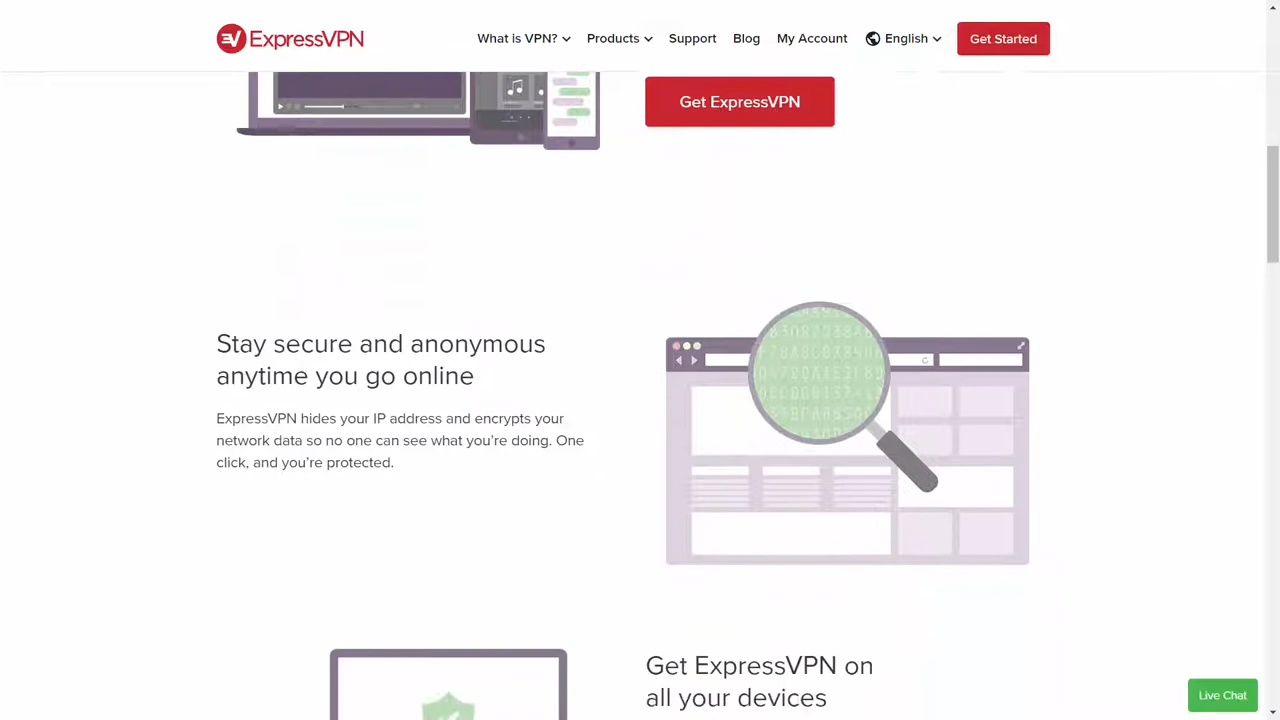 ExpressVPN
What is VPN?
Products
Support
Blog
My Account
English
Get Started
Get ExpressVPN
Stay secure and anonymous
anytime you go online
ExpressVPN hides your IP address and encrypts your
network data so no one can see what you’re doing. One
click, and you’re protected.
Get ExpressVPN on
all your devices
Live Chat